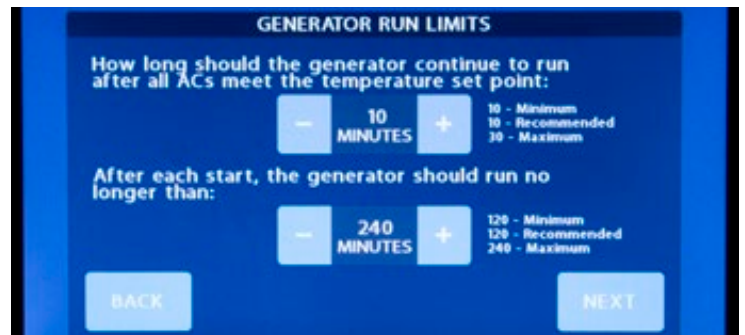 GENERATOR RUN LIMITS
How long should the generator continue to run
after all ACs meet the temperature set point:
− 10 +
MINUTES
10 - Minimum
10 - Recommended
30 - Maximum
After each start, the generator should run no
longer than:
− 240 +
MINUTES
120 - Minimum
120 - Recommended
240 - Maximum
BACK
NEXT